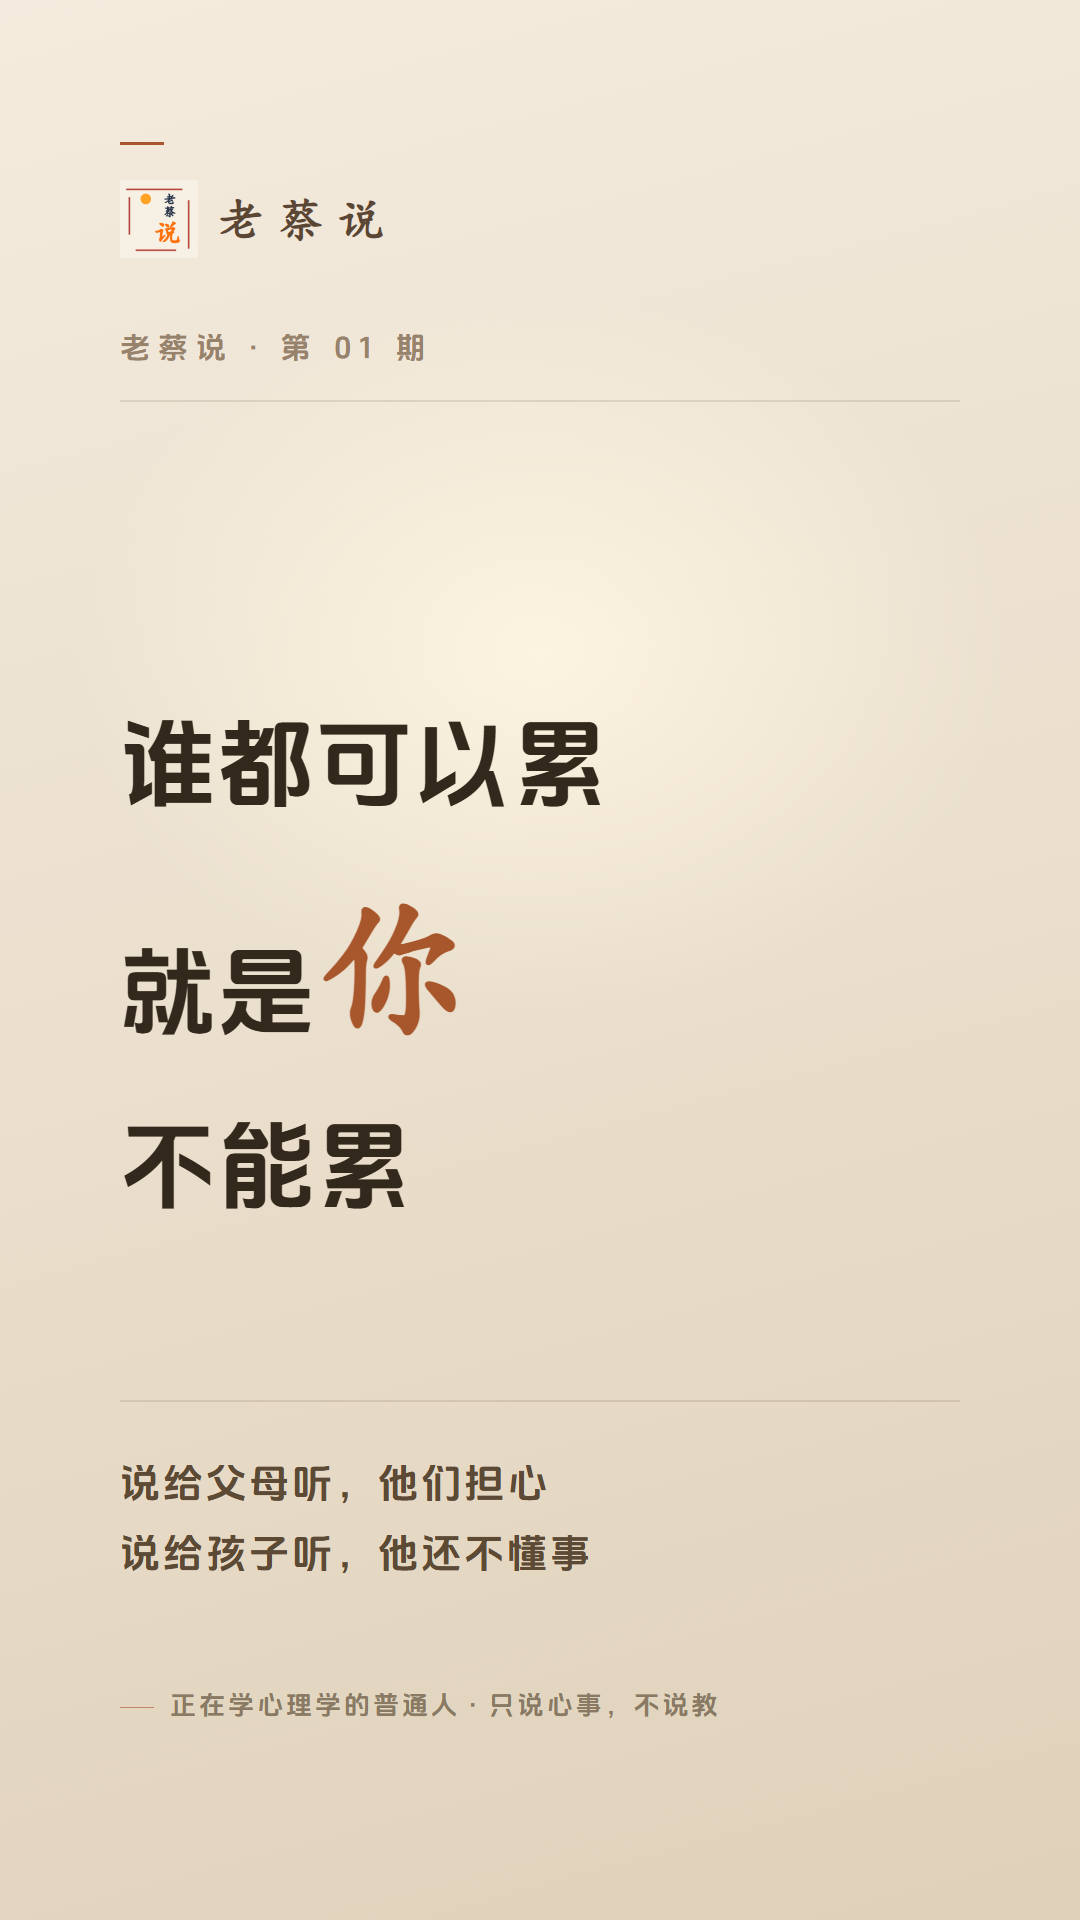 老蔡说
老蔡说
老蔡说 · 第 01 期
谁都可以累
就是你
不能累
说给父母听，他们担心
说给孩子听，他还不懂事
— 正在学心理学的普通人 · 只说心事，不说教